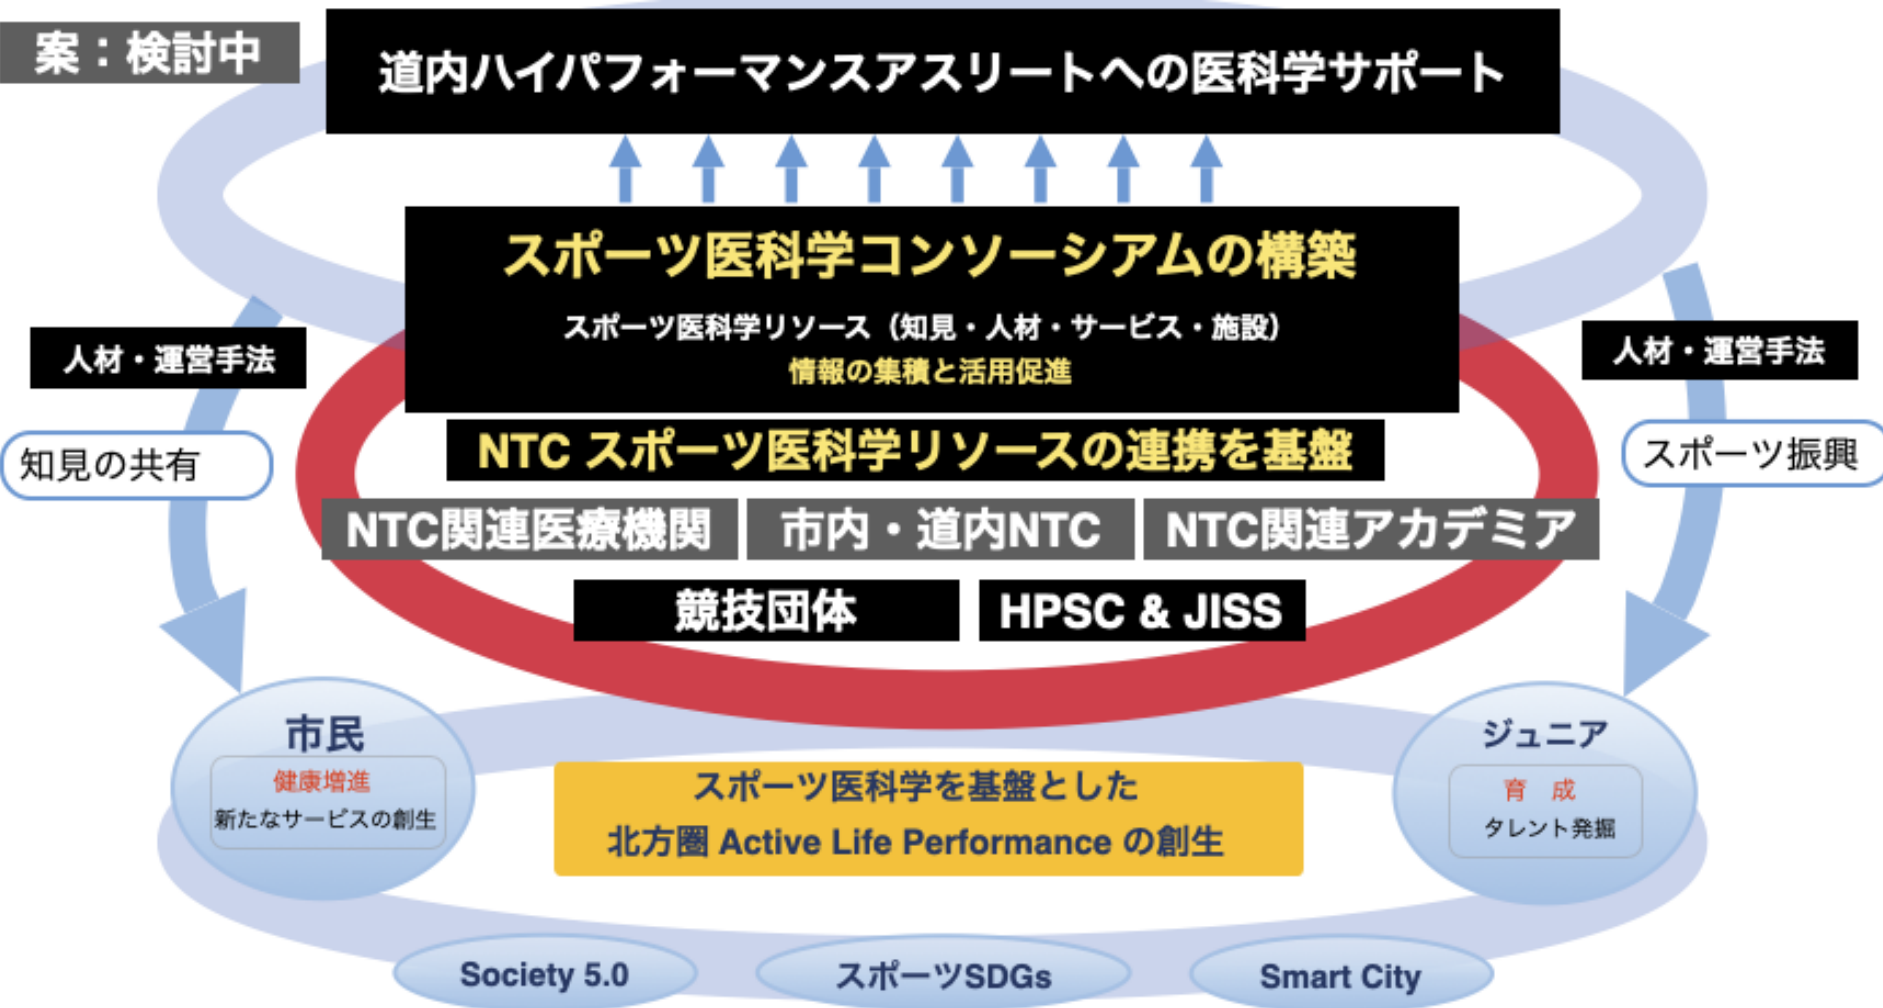 案：検討中
道内ハイパフォーマンスアスリートへの医科学サポート
スポーツ医科学コンソーシアムの構築
スポーツ医科学リソース（知見・人材・サービス・施設）
情報の集積と活用促進
人材・運営手法
人材・運営手法
NTC スポーツ医科学リソースの連携を基盤
知見の共有
スポーツ振興
NTC関連医療機関
市内・道内NTC
NTC関連アカデミア
競技団体
HPSC & JISS
市民
健康増進
新たなサービスの創生
ジュニア
育　成
タレント発掘
スポーツ医科学を基盤とした
北方圏 Active Life Performance の創生
Society 5.0
スポーツSDGs
Smart City